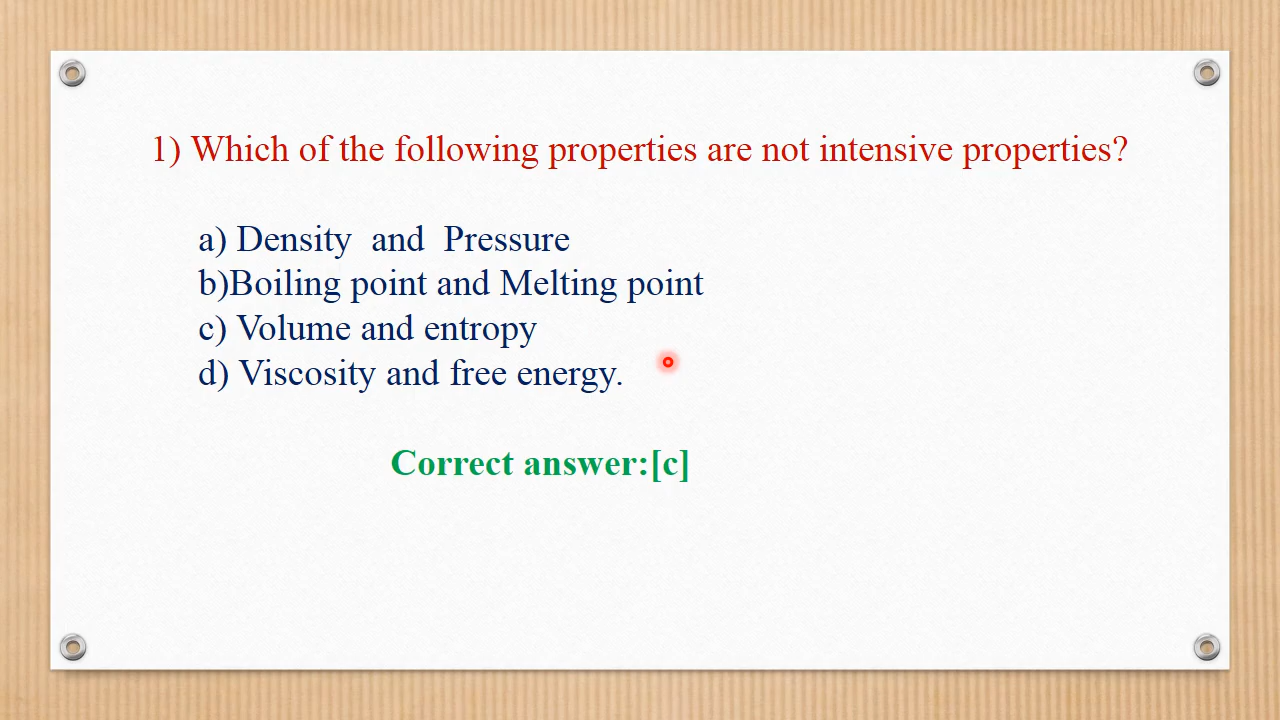 1) Which of the following properties are not intensive properties?
a) Density and Pressure
b)Boiling point and Melting point
c) Volume and entropy
d) Viscosity and free energy.
Correct answer:[c]